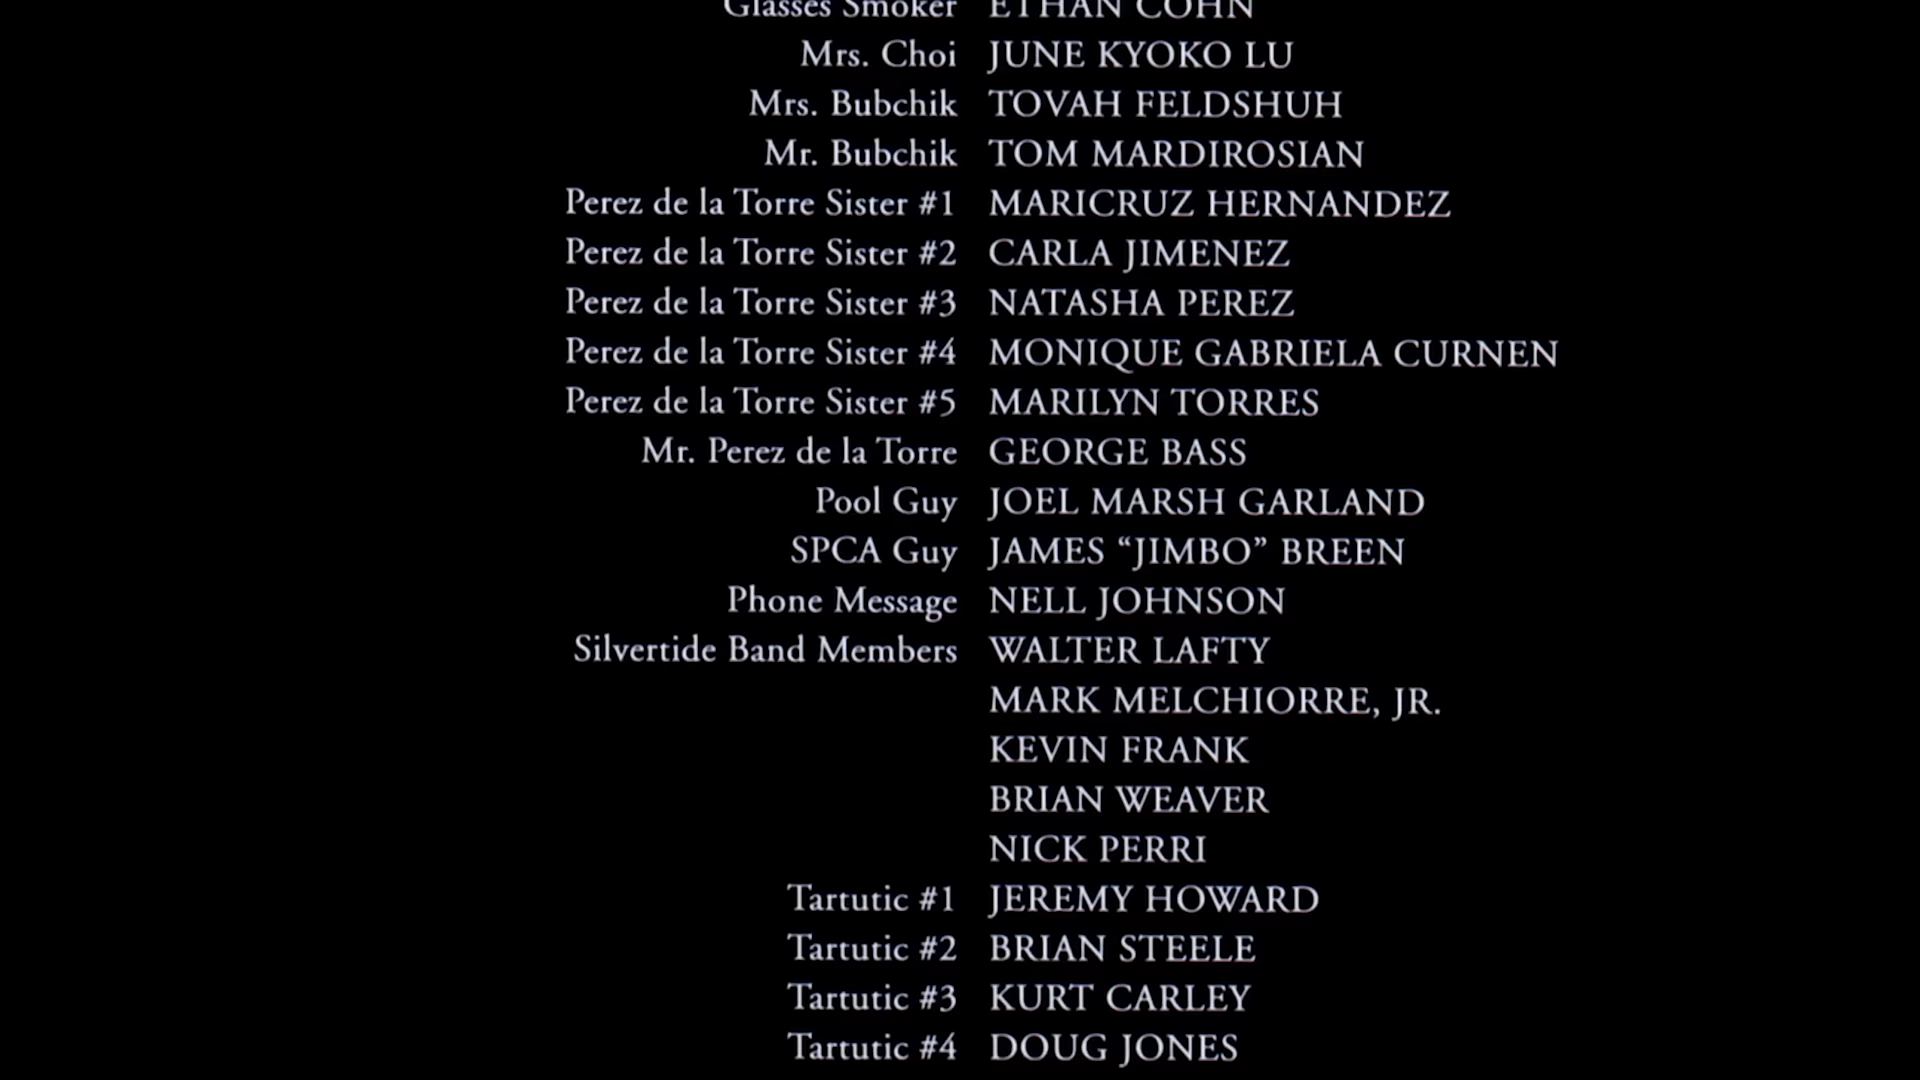 Glasses Smoker ETHAN COHN
Mrs. Choi JUNE KYOKO LU
Mrs. Bubchik TOVAH FELDSHUH
Mr. Bubchik TOM MARDIROSIAN
Perez de la Torre Sister #1 MARICRUZ HERNANDEZ
Perez de la Torre Sister #2 CARLA JIMENEZ
Perez de la Torre Sister #3 NATASHA PEREZ
Perez de la Torre Sister #4 MONIQUE GABRIELA CURNEN
Perez de la Torre Sister #5 MARILYN TORRES
Mr. Perez de la Torre GEORGE BASS
Pool Guy JOEL MARSH GARLAND
SPCA Guy JAMES “JIMBO” BREEN
Phone Message NELL JOHNSON
Silvertide Band Members WALTER LAFTY
MARK MELCHIORRE, JR.
KEVIN FRANK
BRIAN WEAVER
NICK PERRI
Tartutic #1 JEREMY HOWARD
Tartutic #2 BRIAN STEELE
Tartutic #3 KURT CARLEY
Tartutic #4 DOUG JONES